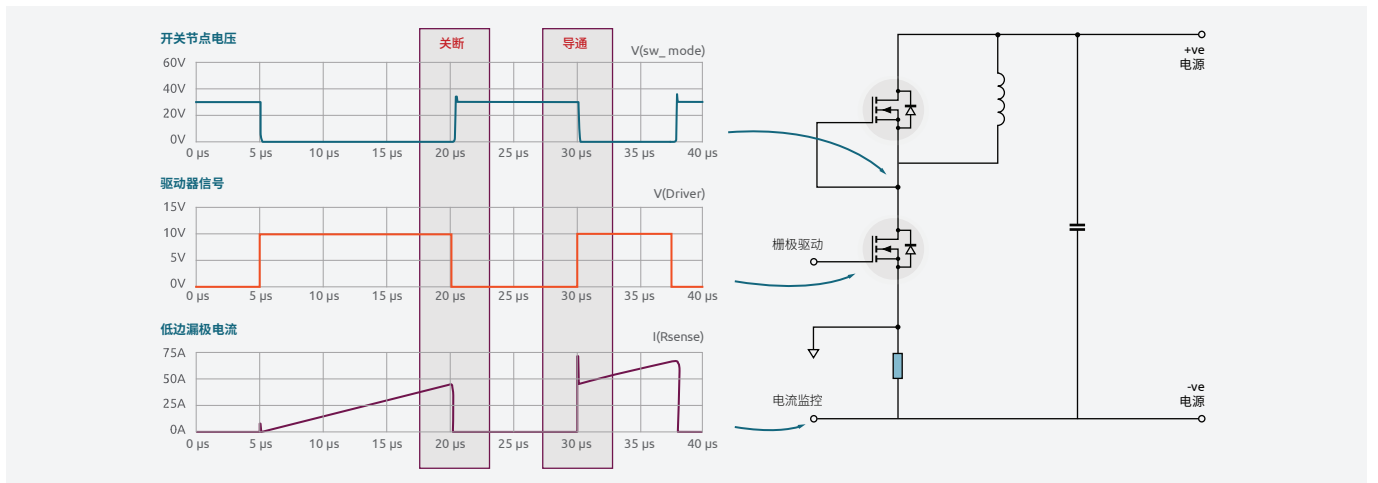 开关节点电压
关断
导通
V(sw_ mode)
60V
40V
20V
0V
0 µs
5 µs
10 µs
15 µs
20 µs
25 µs
30 µs
35 µs
40 µs
驱动器信号
V(Driver)
15V
10V
5V
0V
0 µs
5 µs
10 µs
15 µs
20 µs
25 µs
30 µs
35 µs
40 µs
低边漏极电流
I(Rsense)
75A
50A
25A
0A
0 µs
5 µs
10 µs
15 µs
20 µs
25 µs
30 µs
35 µs
40 µs
+ve
电源
栅极驱动
电流监控
-ve
电源